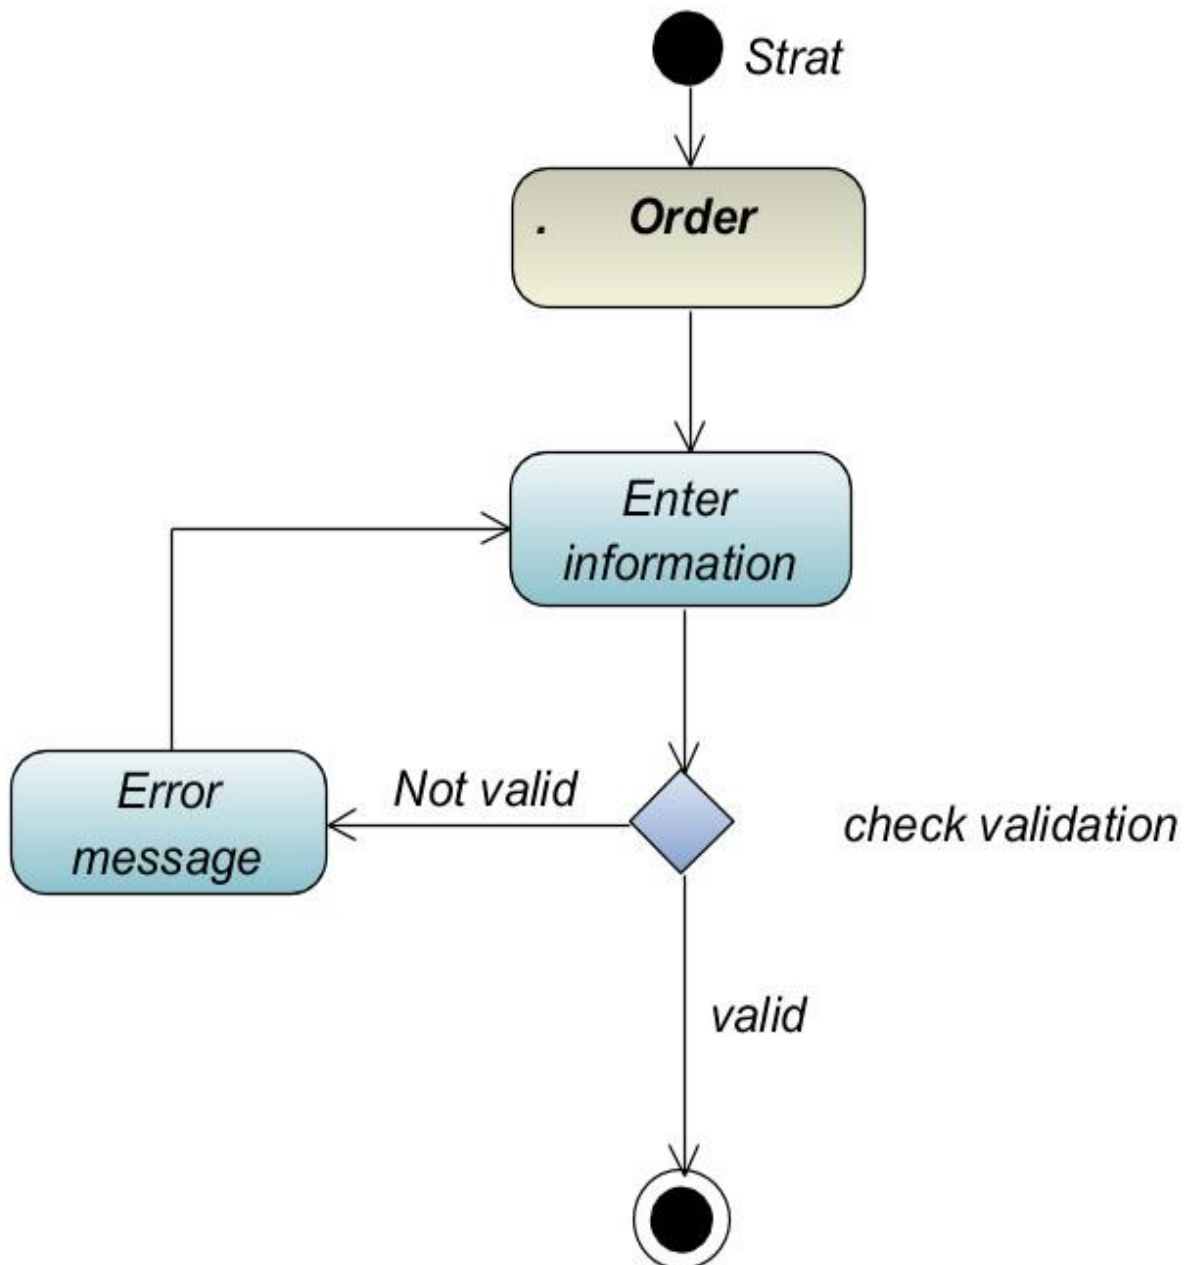 Strat
. Order
Enter
information
Error
message
Not valid
check validation
valid